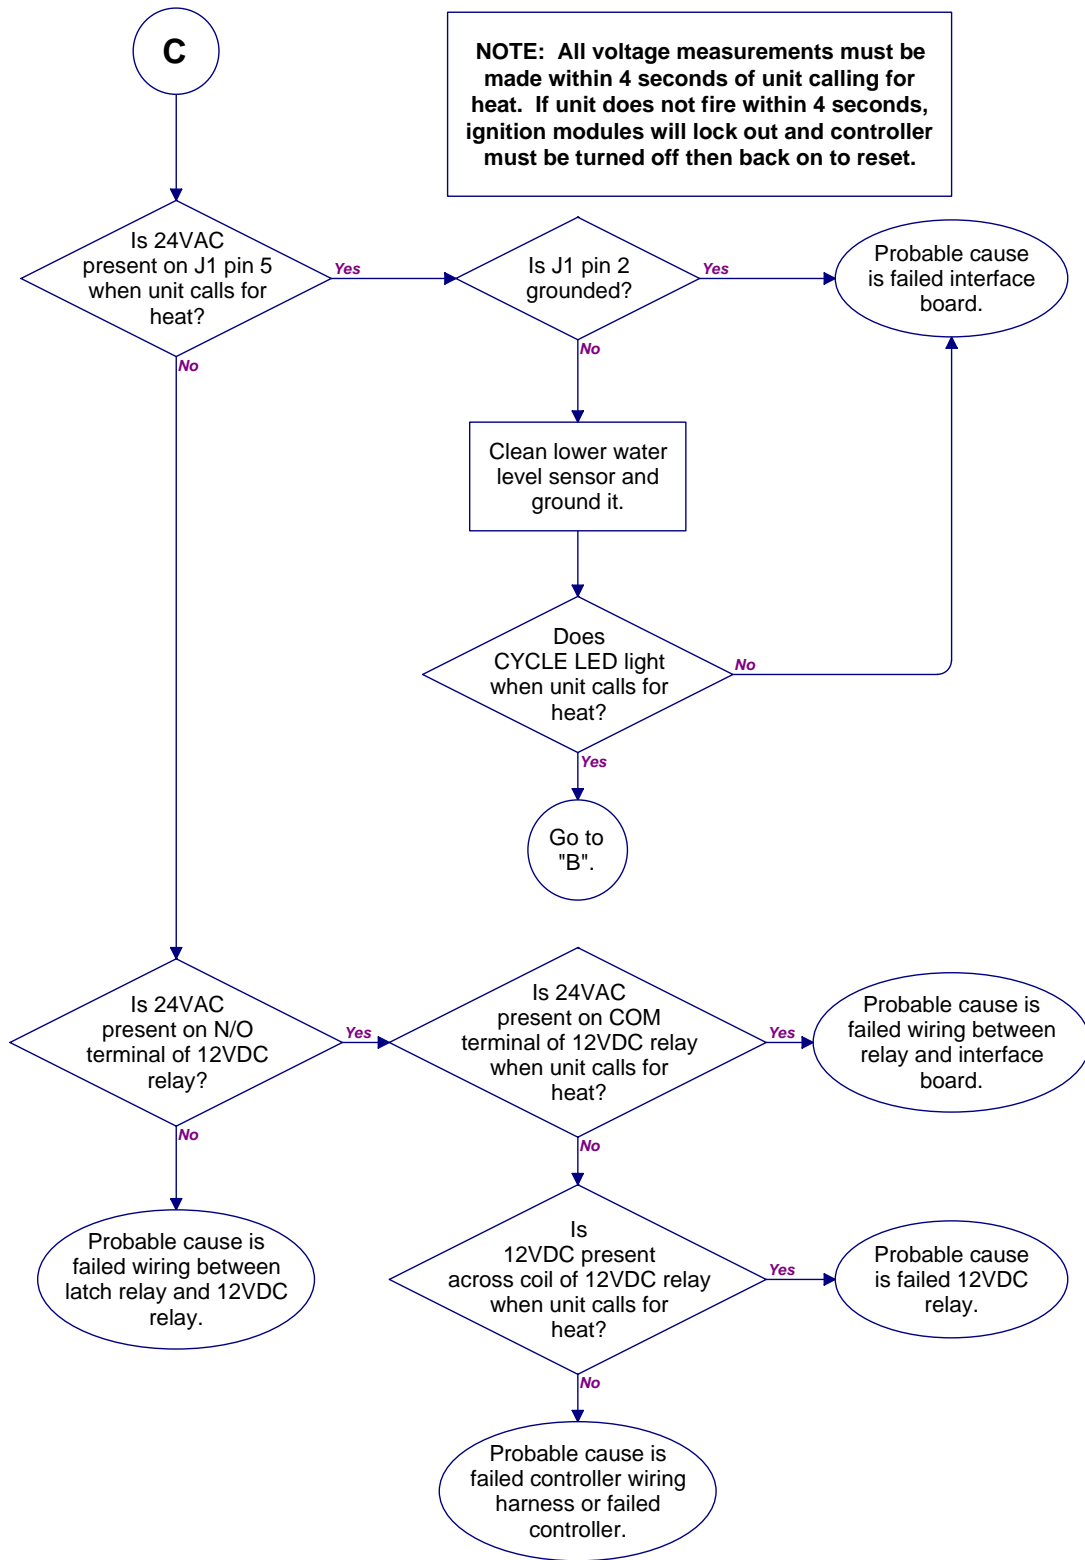 C
NOTE:  All voltage measurements must be
made within 4 seconds of unit calling for
heat.  If unit does not fire within 4 seconds,
ignition modules will lock out and controller
must be turned off then back on to reset.
Is 24VAC
present on J1 pin 5
when unit calls for
heat?
Yes
No
Is J1 pin 2
grounded?
Yes
No
Probable cause
is failed interface
board.
Clean lower water
level sensor and
ground it.
Does
CYCLE LED light
when unit calls for
heat?
No
Yes
Go to
"B".
Is 24VAC
present on N/O
terminal of 12VDC
relay?
Yes
No
Is 24VAC
present on COM
terminal of 12VDC relay
when unit calls for
heat?
Yes
No
Probable cause is
failed wiring between
relay and interface
board.
Probable cause is
failed wiring between
latch relay and 12VDC
relay.
Is
12VDC present
across coil of 12VDC relay
when unit calls for
heat?
Yes
No
Probable cause
is failed 12VDC
relay.
Probable cause is
failed controller wiring
harness or failed
controller.